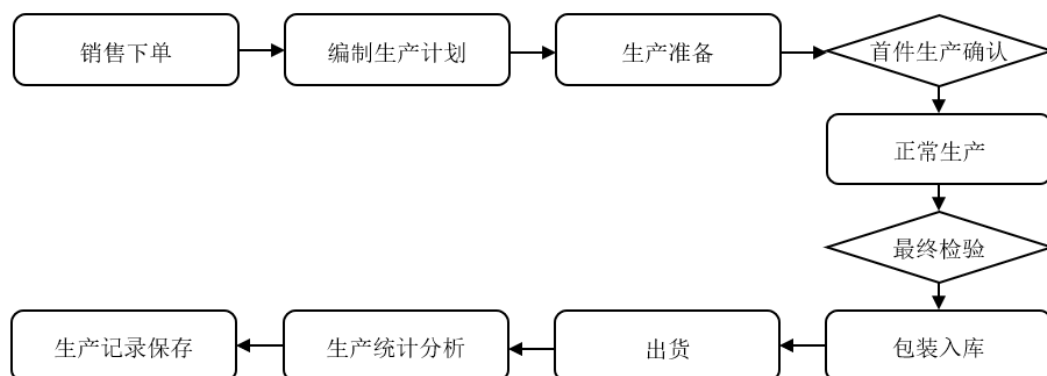 销售下单
编制生产计划
生产准备
首件生产确认
正常生产
最终检验
包装入库
出货
生产统计分析
生产记录保存